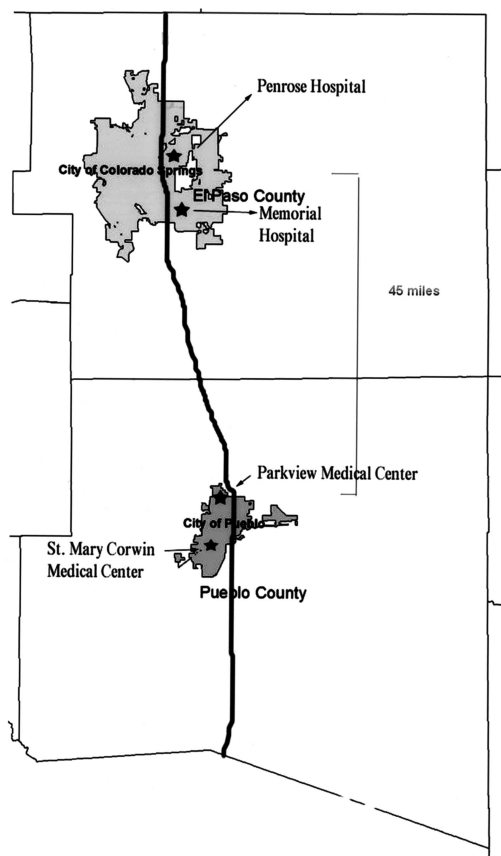 Penrose Hospital
City of Colorado Springs
El Paso County
Memorial
Hospital
45 miles
Parkview Medical Center
City of Pueblo
St. Mary Corwin
Medical Center
Pueblo County